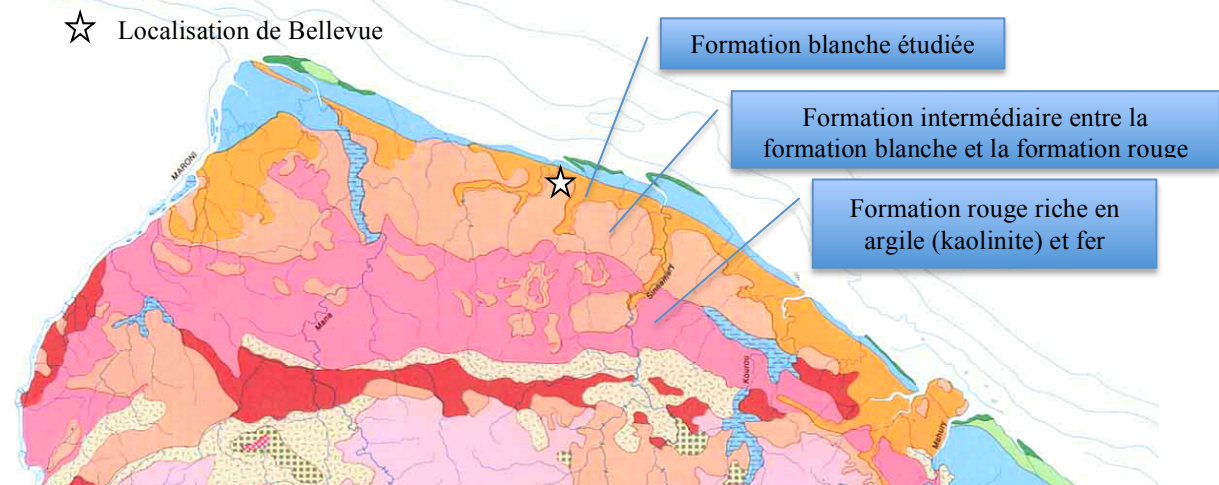 Localisation de Bellevue
Formation blanche étudiée
Formation intermédiaire entre la
formation blanche et la formation rouge
Formation rouge riche en
argile (kaolinite) et fer
MARONI
Mana
Sinnamary
Kourou
Mahury